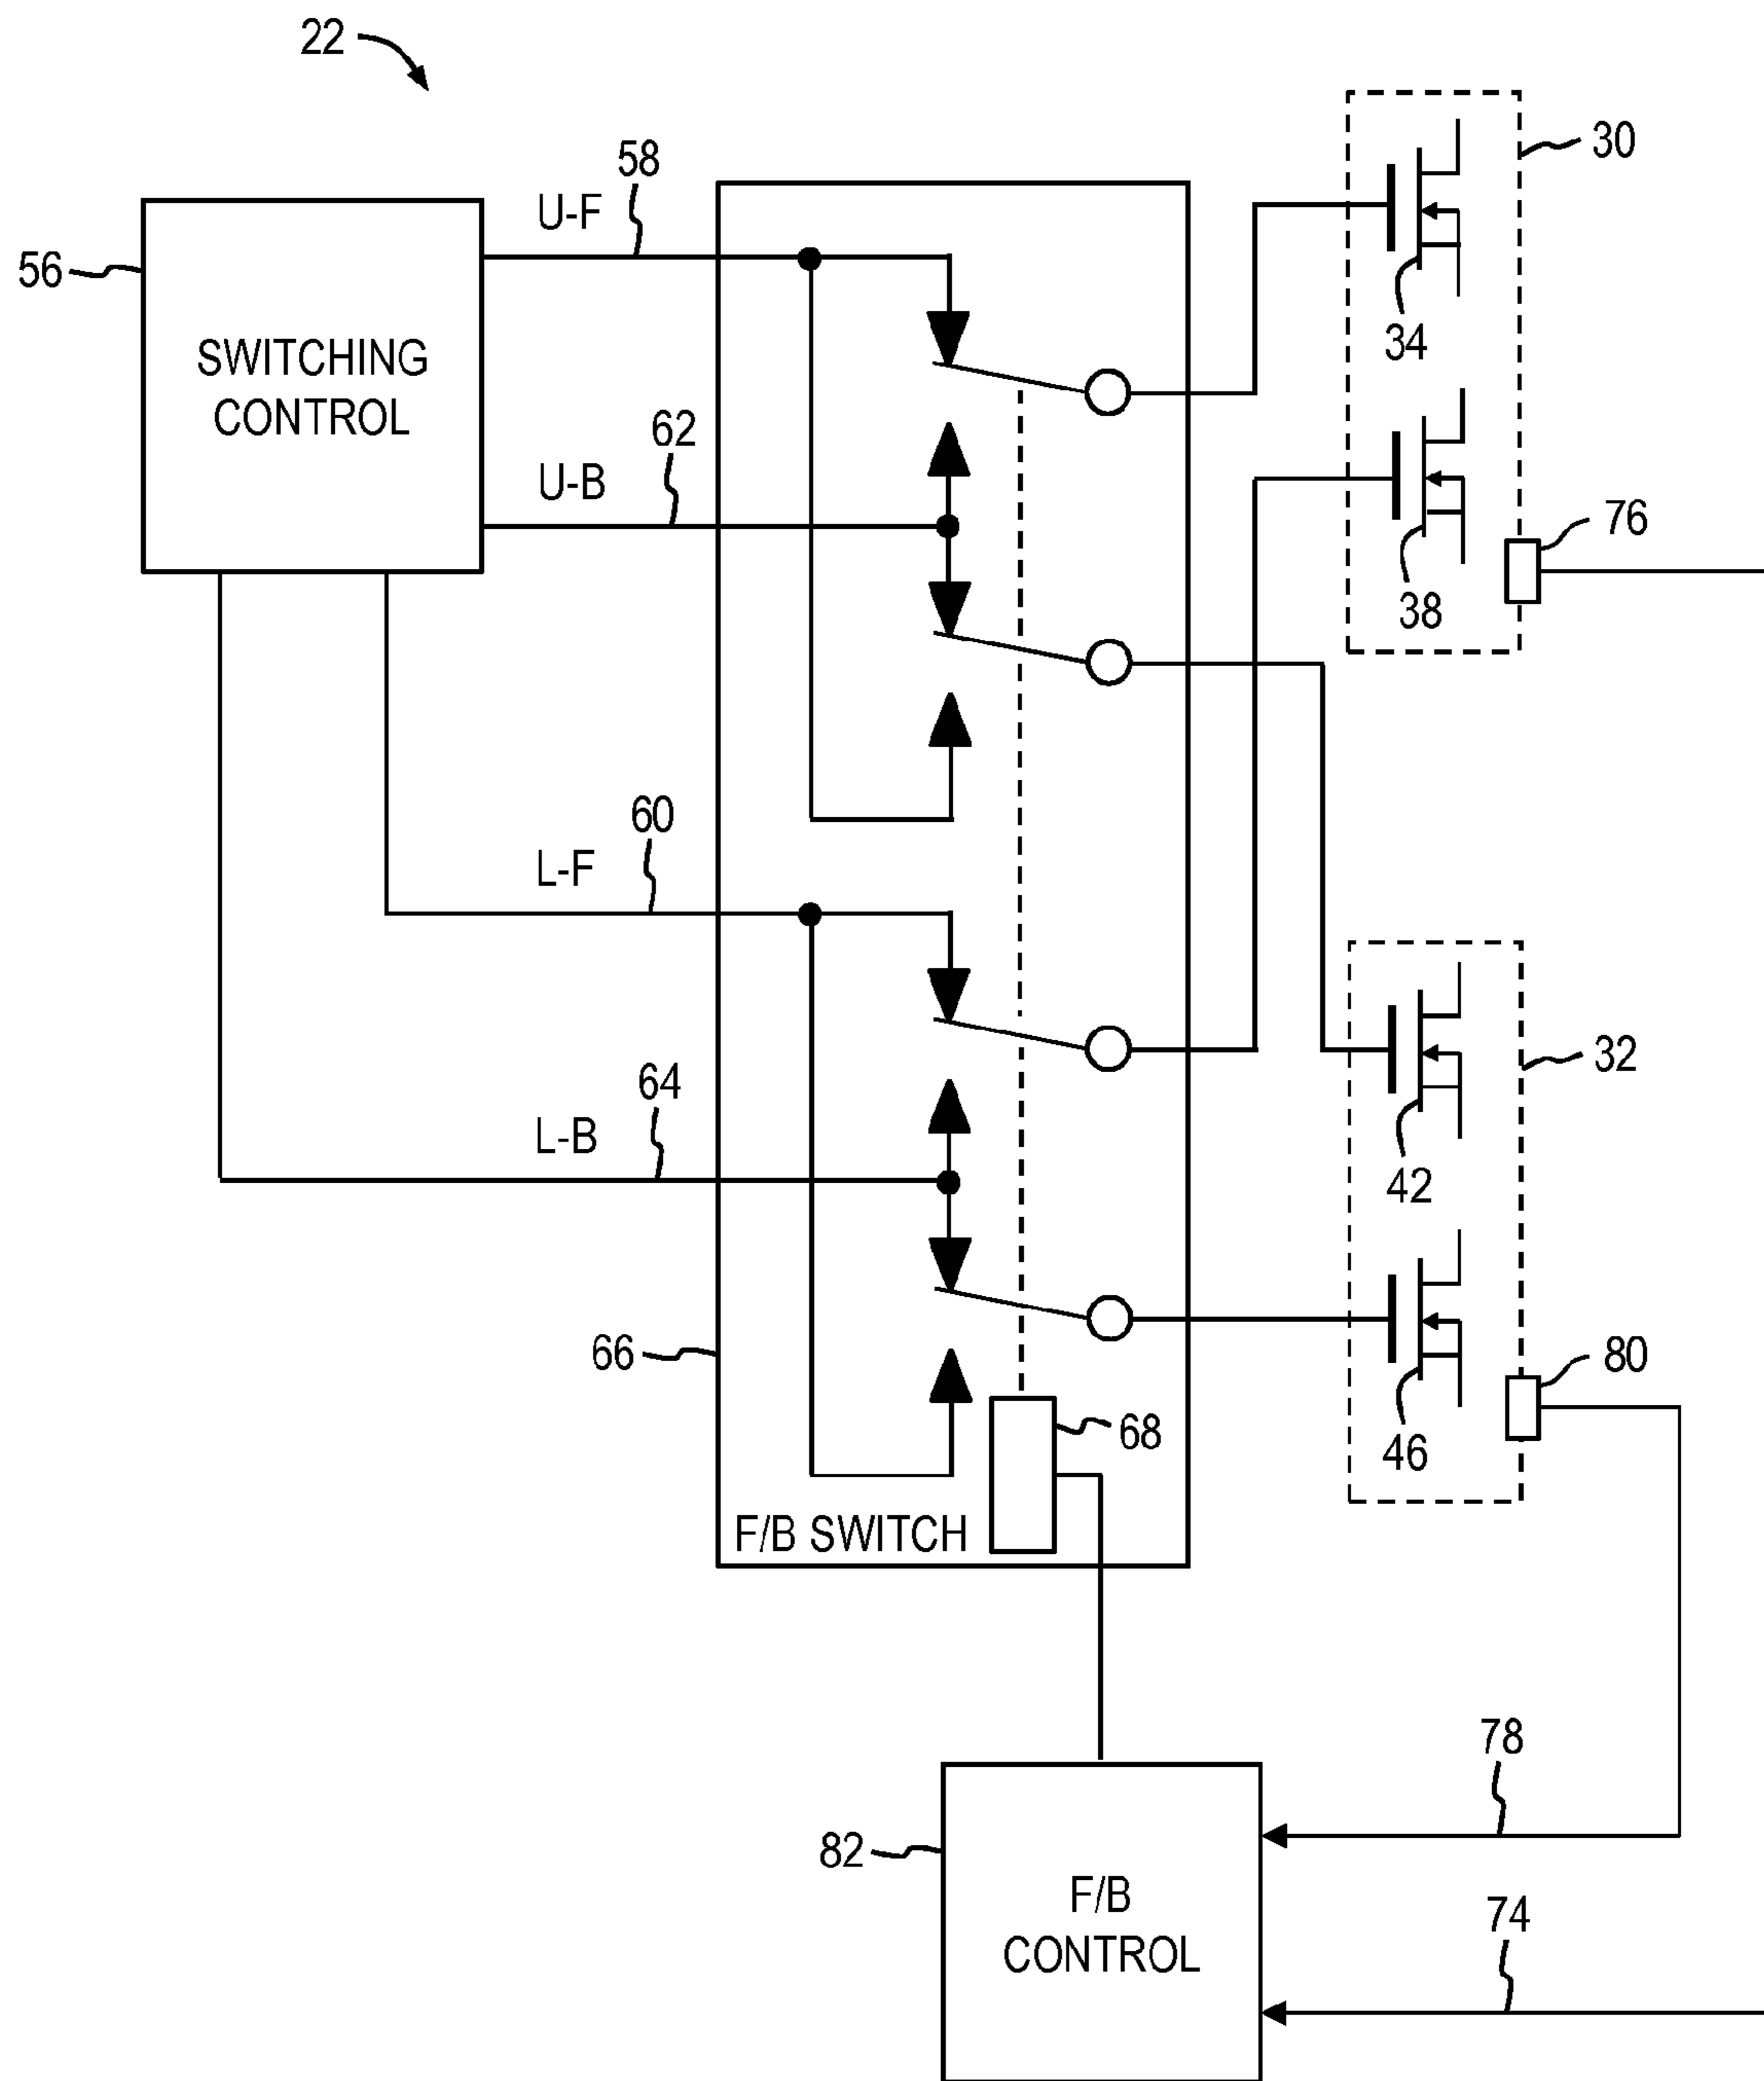 22
30
58
U-F
56
34
SWITCHING
CONTROL
62
U-B
76
38
60
L-F
32
64
L-B
42
66
80
68
46
F/B SWITCH
78
82
F/B
CONTROL
74